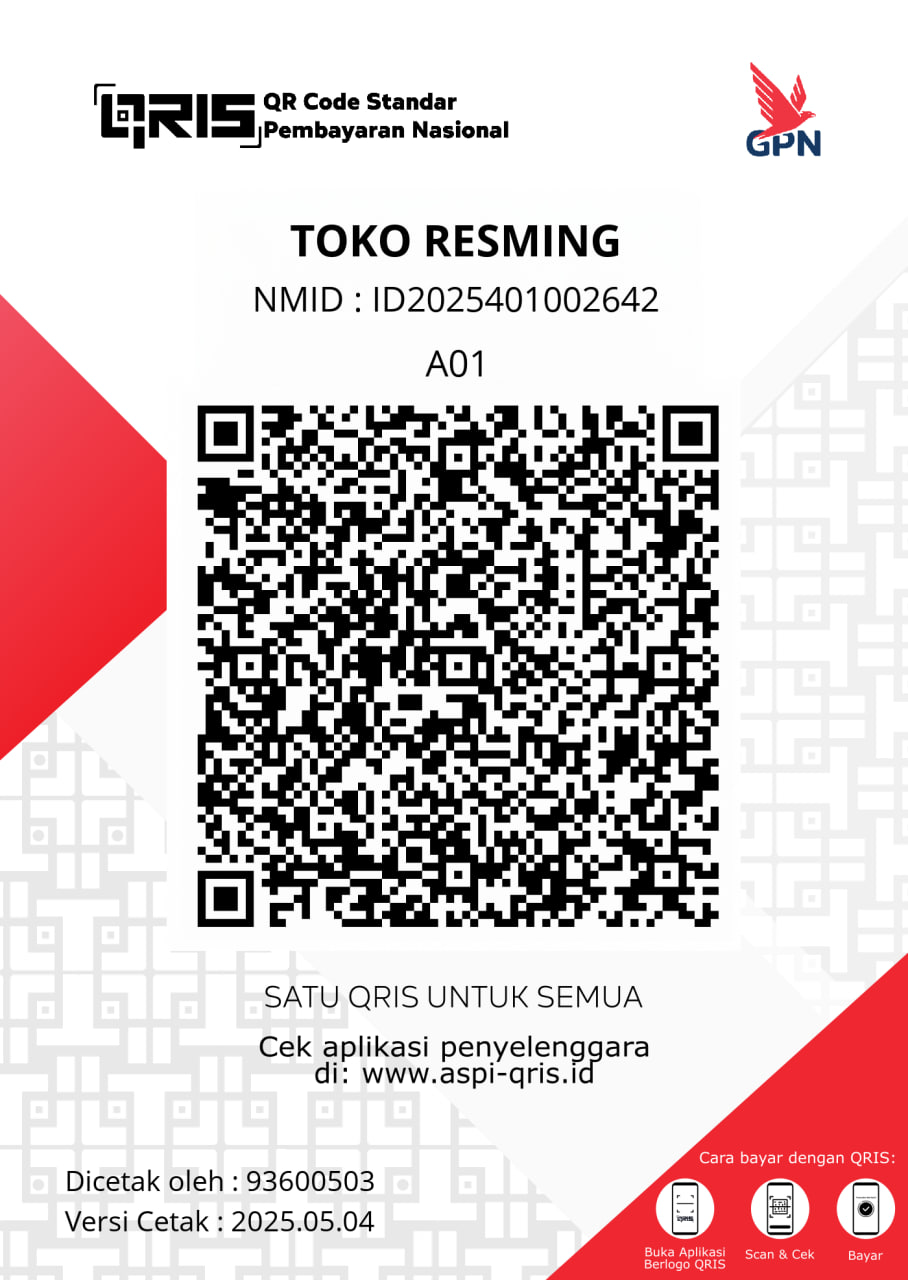 QRIS QR Code Standar
Pembayaran Nasional
GPN
TOKO RESMING
NMID : ID2025401002642
A01
SATU QRIS UNTUK SEMUA
Cek aplikasi penyelenggara
di: www.aspi-qris.id
Dicetak oleh : 93600503
Versi Cetak : 2025.05.04
Cara bayar dengan QRIS:
Buka Aplikasi
Berlogo QRIS
Scan & Cek
Bayar